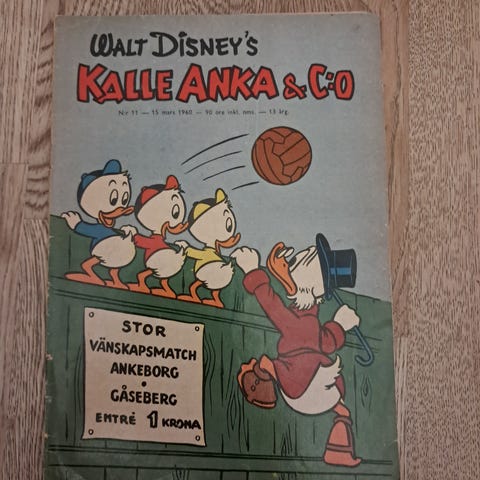 WALT DISNEY'S
KALLE ANKA & C:O
Nr 11 — 15 mars 1960 — 90 öre inkl. oms. — 13 årg.
STOR
VÄNSKAPSMATCH
ANKEBORG
•
GÅSEBERG
ENTRÉ 1 KRONA